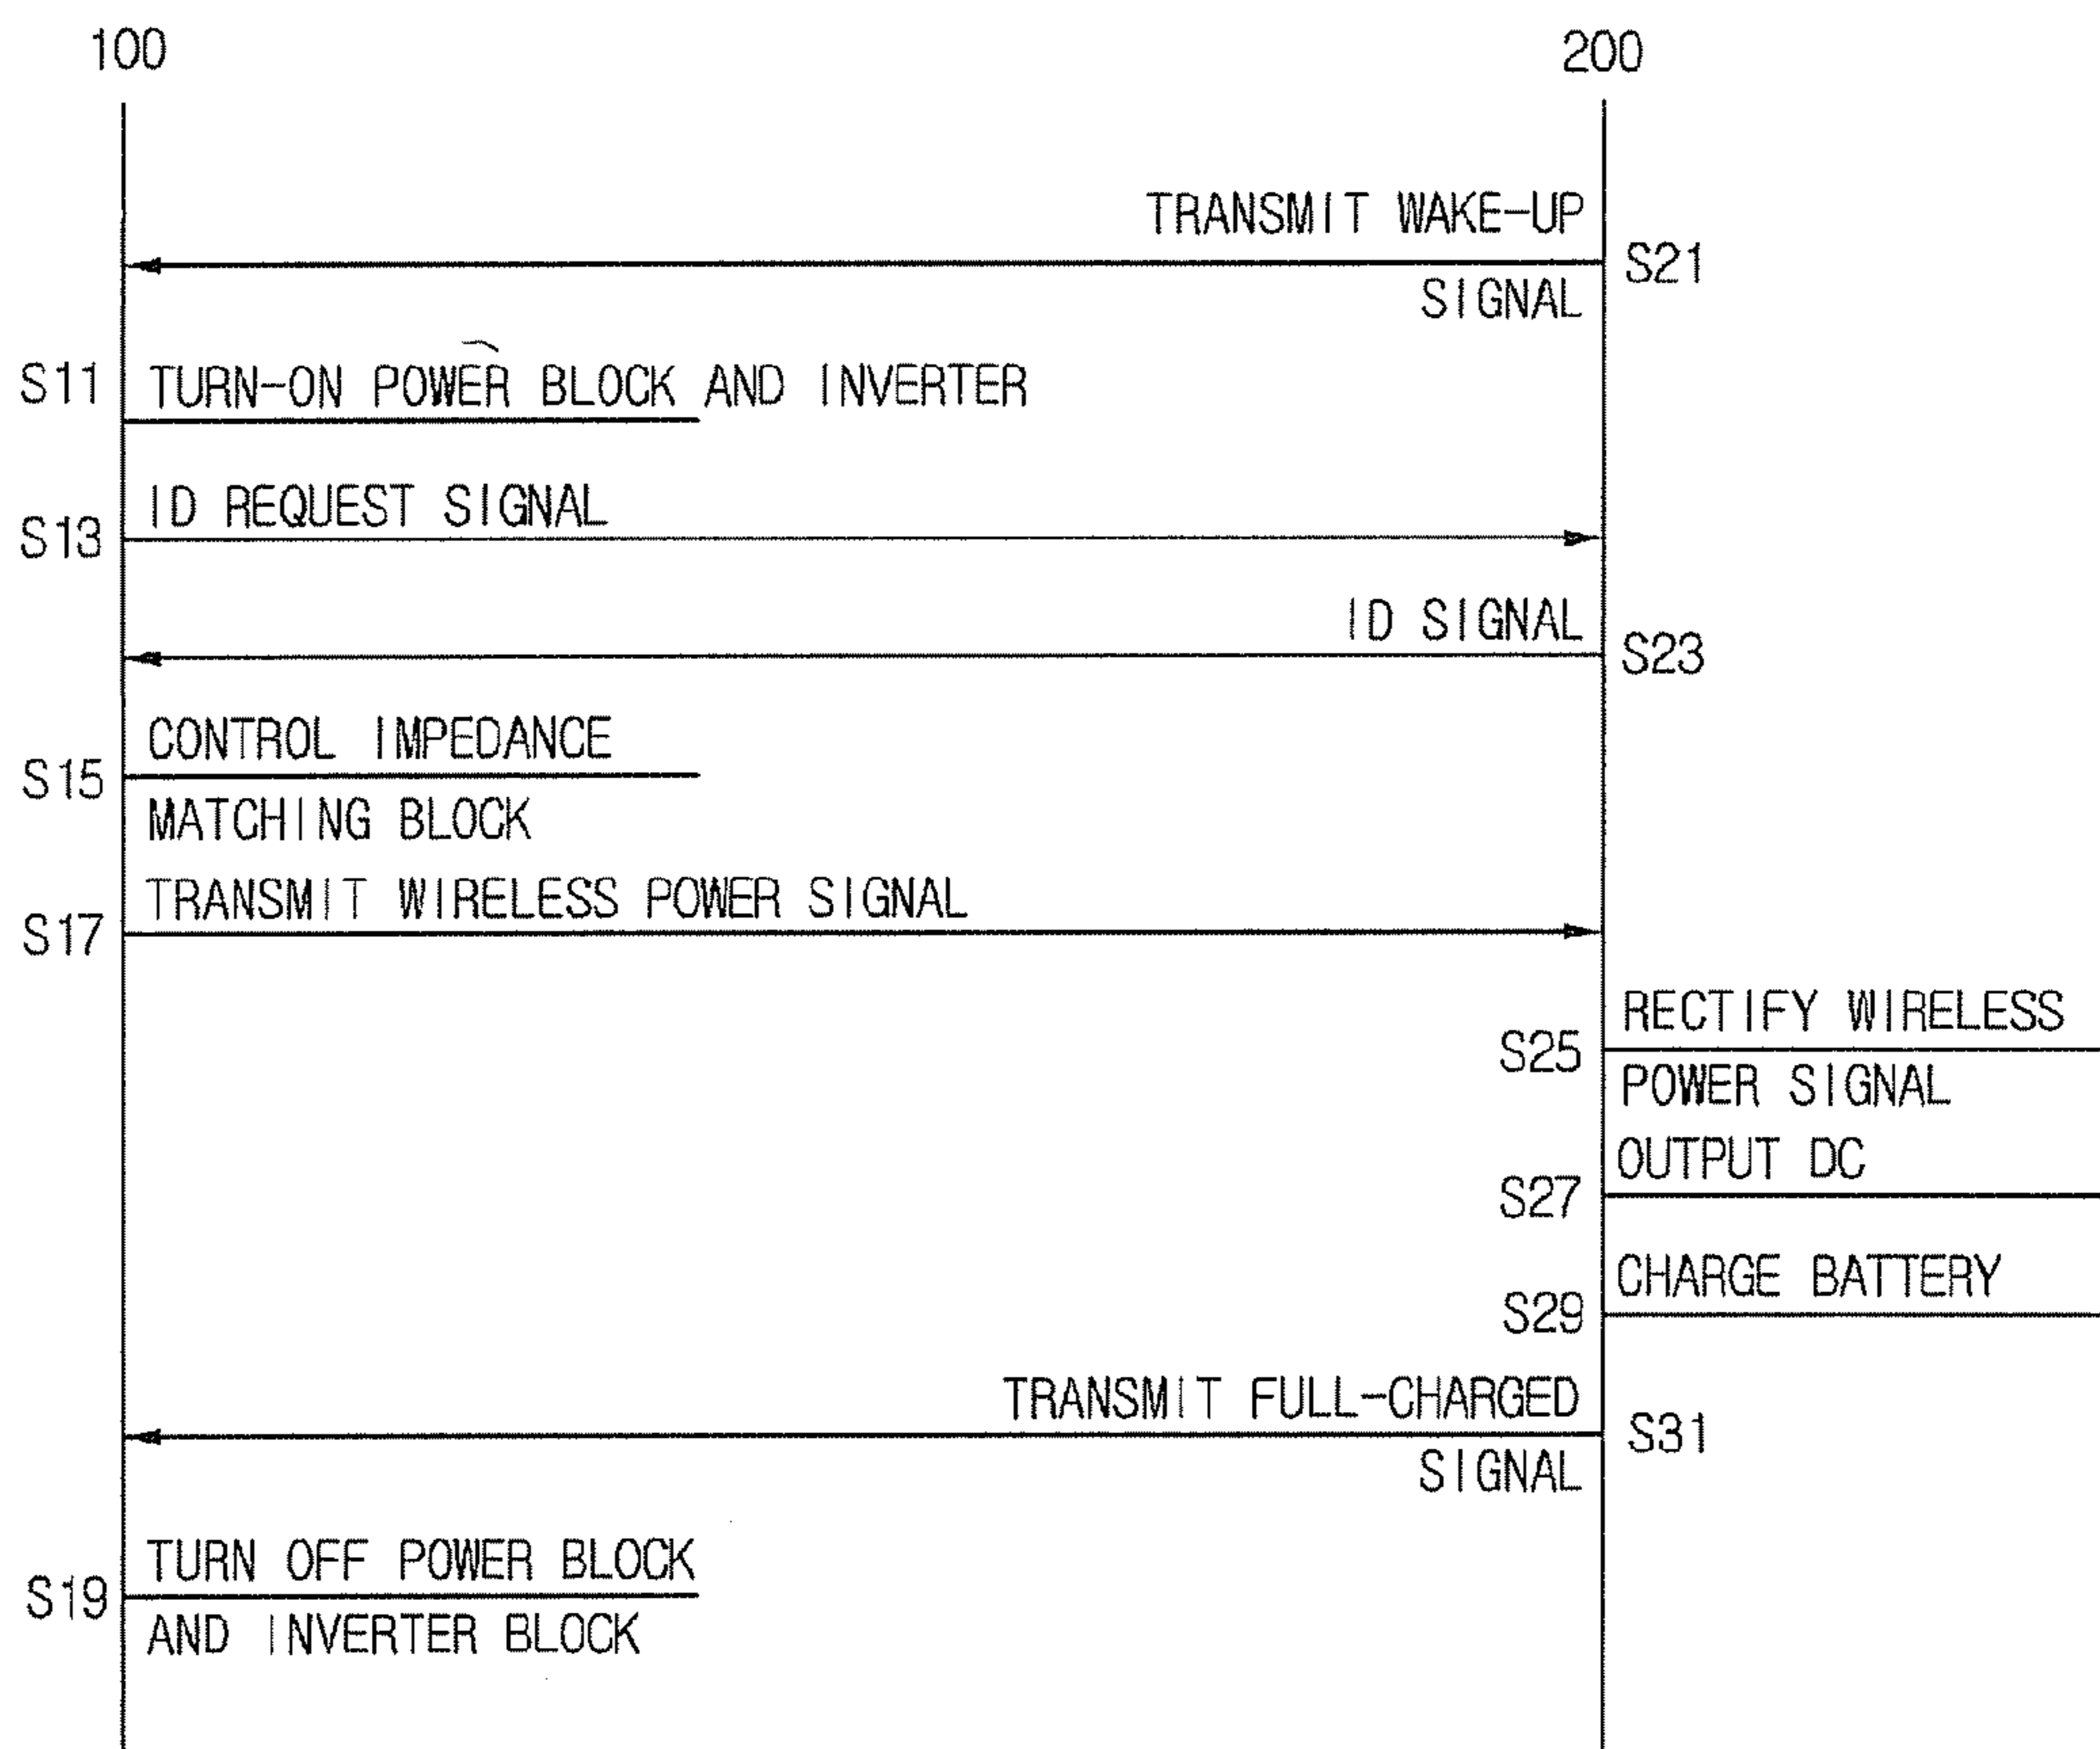 100
200
TRANSMIT WAKE-UP
SIGNAL
S21
S11
TURN-ON POWER BLOCK AND INVERTER
ID REQUEST SIGNAL
S13
ID SIGNAL
S23
CONTROL IMPEDANCE
S15
MATCHING BLOCK
TRANSMIT WIRELESS POWER SIGNAL
S17
RECTIFY WIRELESS
S25
POWER SIGNAL
OUTPUT DC
S27
CHARGE BATTERY
S29
TRANSMIT FULL-CHARGED
S31
SIGNAL
TURN OFF POWER BLOCK
S19
AND INVERTER BLOCK